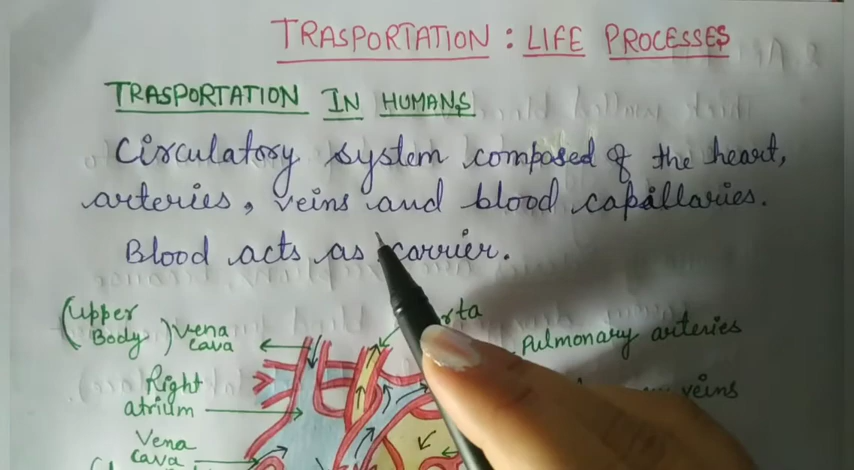 TRASPORTATION : LIFE PROCESSES
TRASPORTATION IN HUMANS
Circulatory system composed of the heart,
arteries, veins and blood capillaries.
Blood acts as carrier.
(Upper Body) Vena cava
Pulmonary arteries
Right atrium
veins
Vena cava